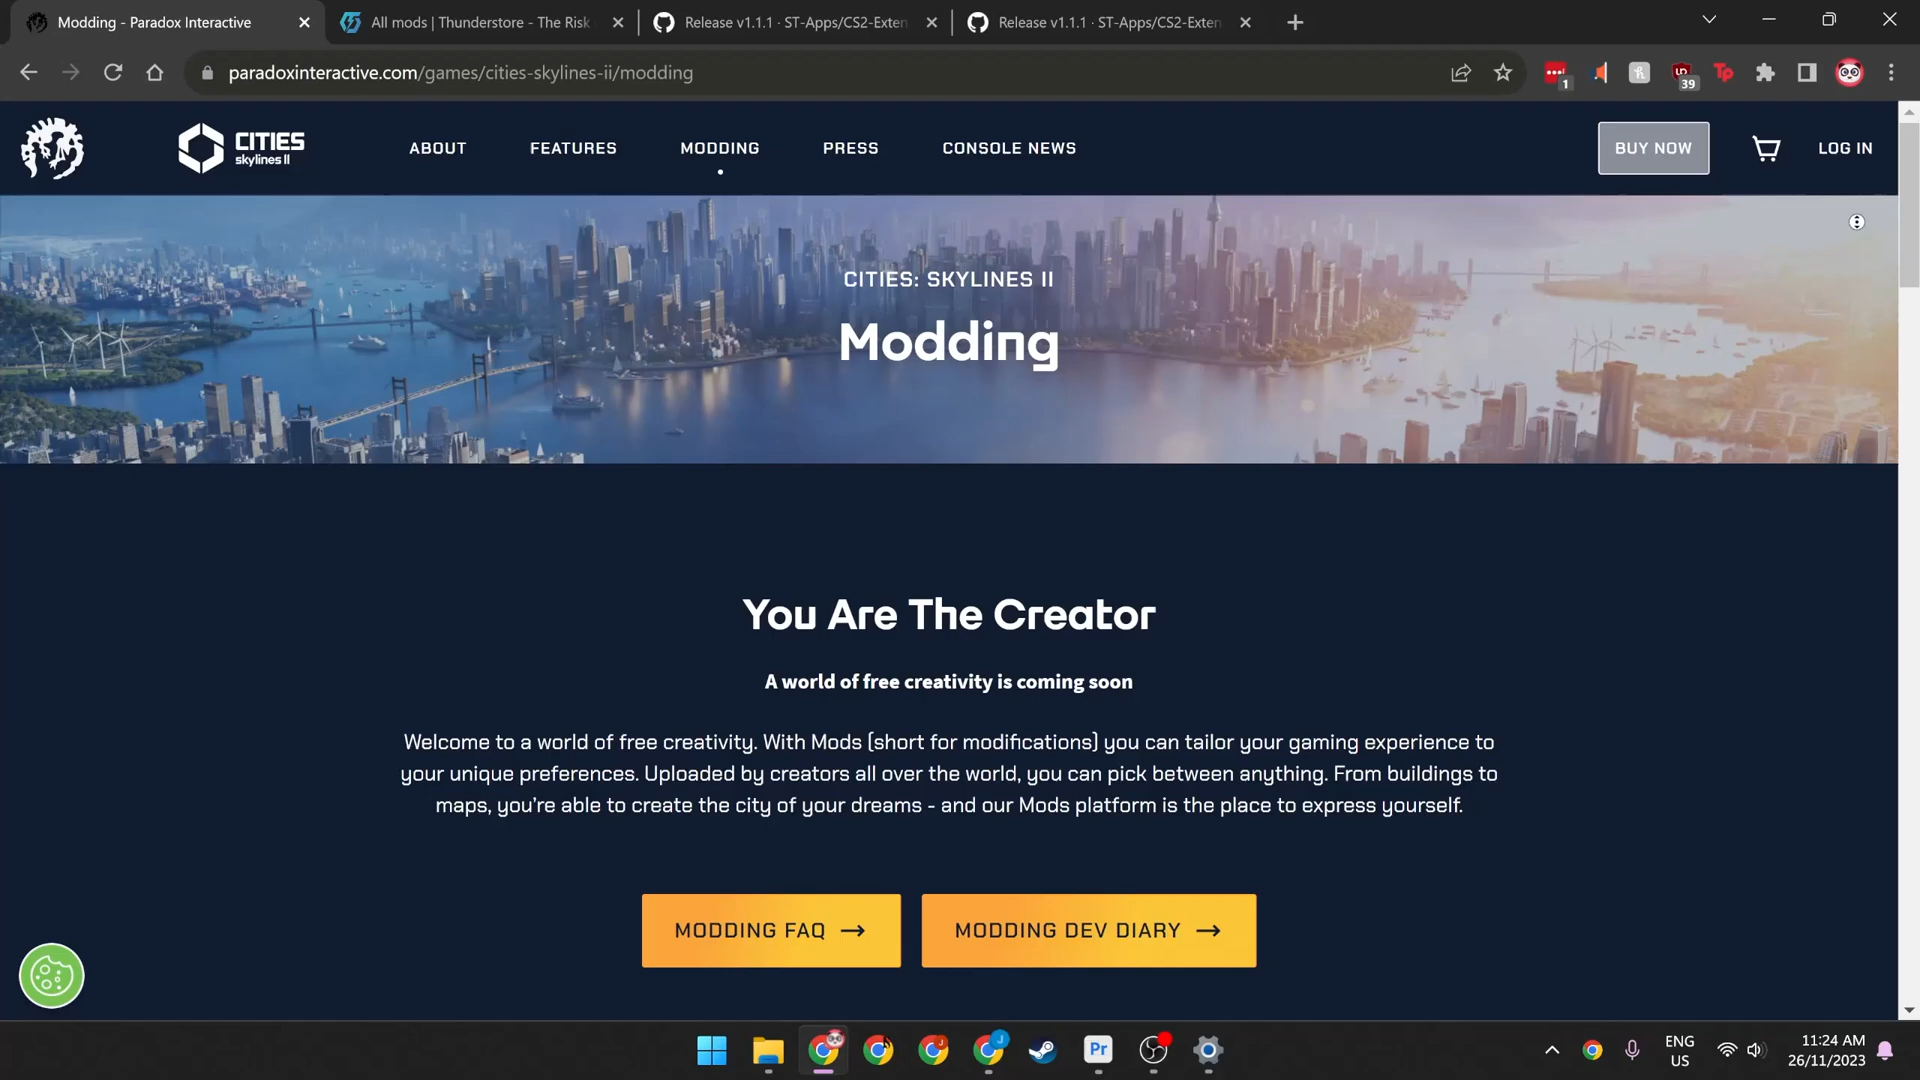 Modding - Paradox Interactive
All mods | Thunderstore - The Risk
Release v1.1.1 · ST-Apps/CS2-Exten
Release v1.1.1 · ST-Apps/CS2-Exten
paradoxinteractive.com/games/cities-skylines-ii/modding
1
39
CITIES
skylines II
ABOUT
FEATURES
MODDING
PRESS
CONSOLE NEWS
BUY NOW
LOG IN
CITIES: SKYLINES II
Modding
You Are The Creator
A world of free creativity is coming soon
Welcome to a world of free creativity. With Mods (short for modifications) you can tailor your gaming experience to
your unique preferences. Uploaded by creators all over the world, you can pick between anything. From buildings to
maps, you're able to create the city of your dreams - and our Mods platform is the place to express yourself.
MODDING FAQ →
MODDING DEV DIARY →
J
J
Pr
ENG
US
11:24 AM
26/11/2023